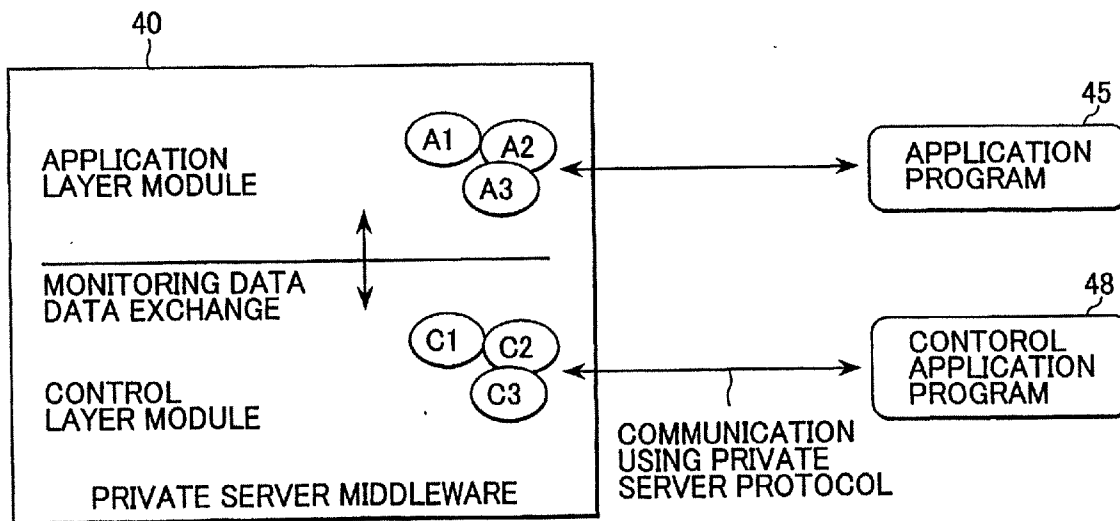 40
APPLICATION
LAYER MODULE
A1
A2
A3
MONITORING DATA
DATA EXCHANGE
CONTROL
LAYER MODULE
C1
C2
C3
PRIVATE SERVER MIDDLEWARE
45
APPLICATION
PROGRAM
48
CONTOROL
APPLICATION
PROGRAM
COMMUNICATION
USING PRIVATE
SERVER PROTOCOL